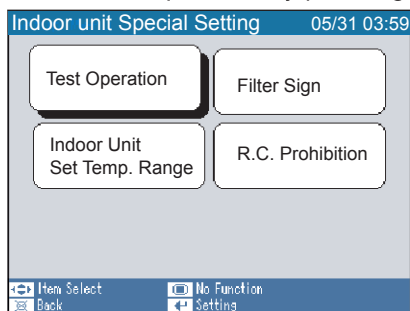 Indoor unit Special Setting 05/31 03:59
Test Operation
Filter Sign
Indoor Unit
Set Temp. Range
R.C. Prohibition
Item Select No Function
Back Setting